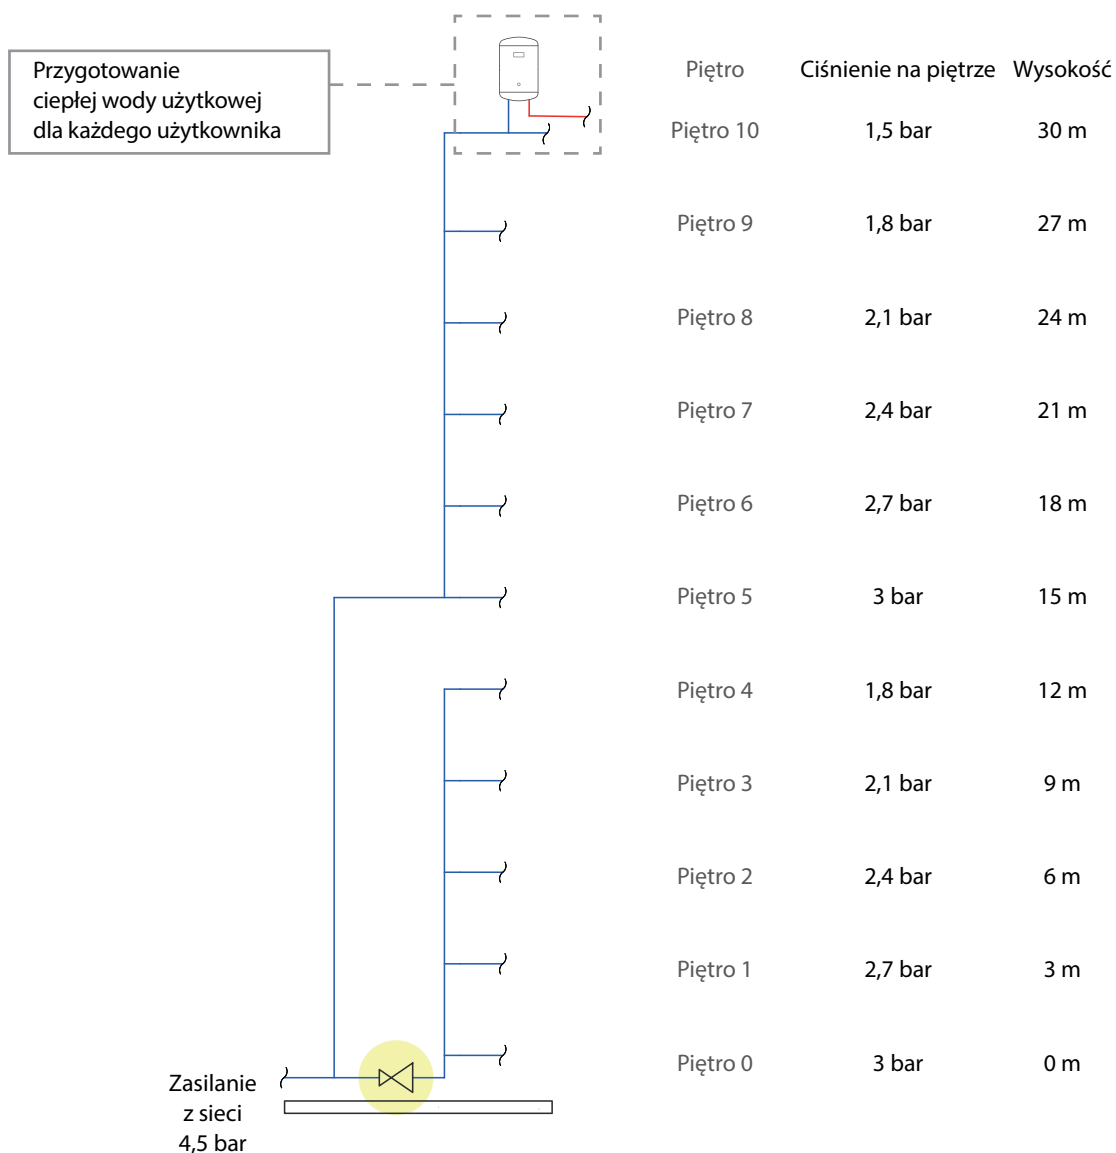 Przygotowanie
ciepłej wody użytkowej
dla każdego użytkownika
Piętro Ciśnienie na piętrze Wysokość
Piętro 10 1,5 bar 30 m
Piętro 9 1,8 bar 27 m
Piętro 8 2,1 bar 24 m
Piętro 7 2,4 bar 21 m
Piętro 6 2,7 bar 18 m
Piętro 5 3 bar 15 m
Piętro 4 1,8 bar 12 m
Piętro 3 2,1 bar 9 m
Piętro 2 2,4 bar 6 m
Piętro 1 2,7 bar 3 m
Piętro 0 3 bar 0 m
Zasilanie
z sieci
4,5 bar